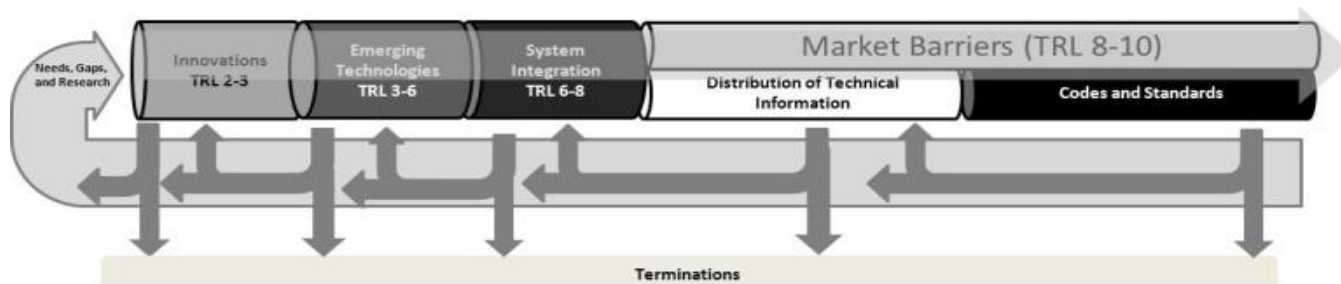 Needs, Gaps,
and Research
Innovations
TRL 2-3
Emerging
Technologies
TRL 3-6
System
Integration
TRL 6-8
Market Barriers (TRL 8-10)
Distribution of Technical
Information
Codes and Standards
Terminations